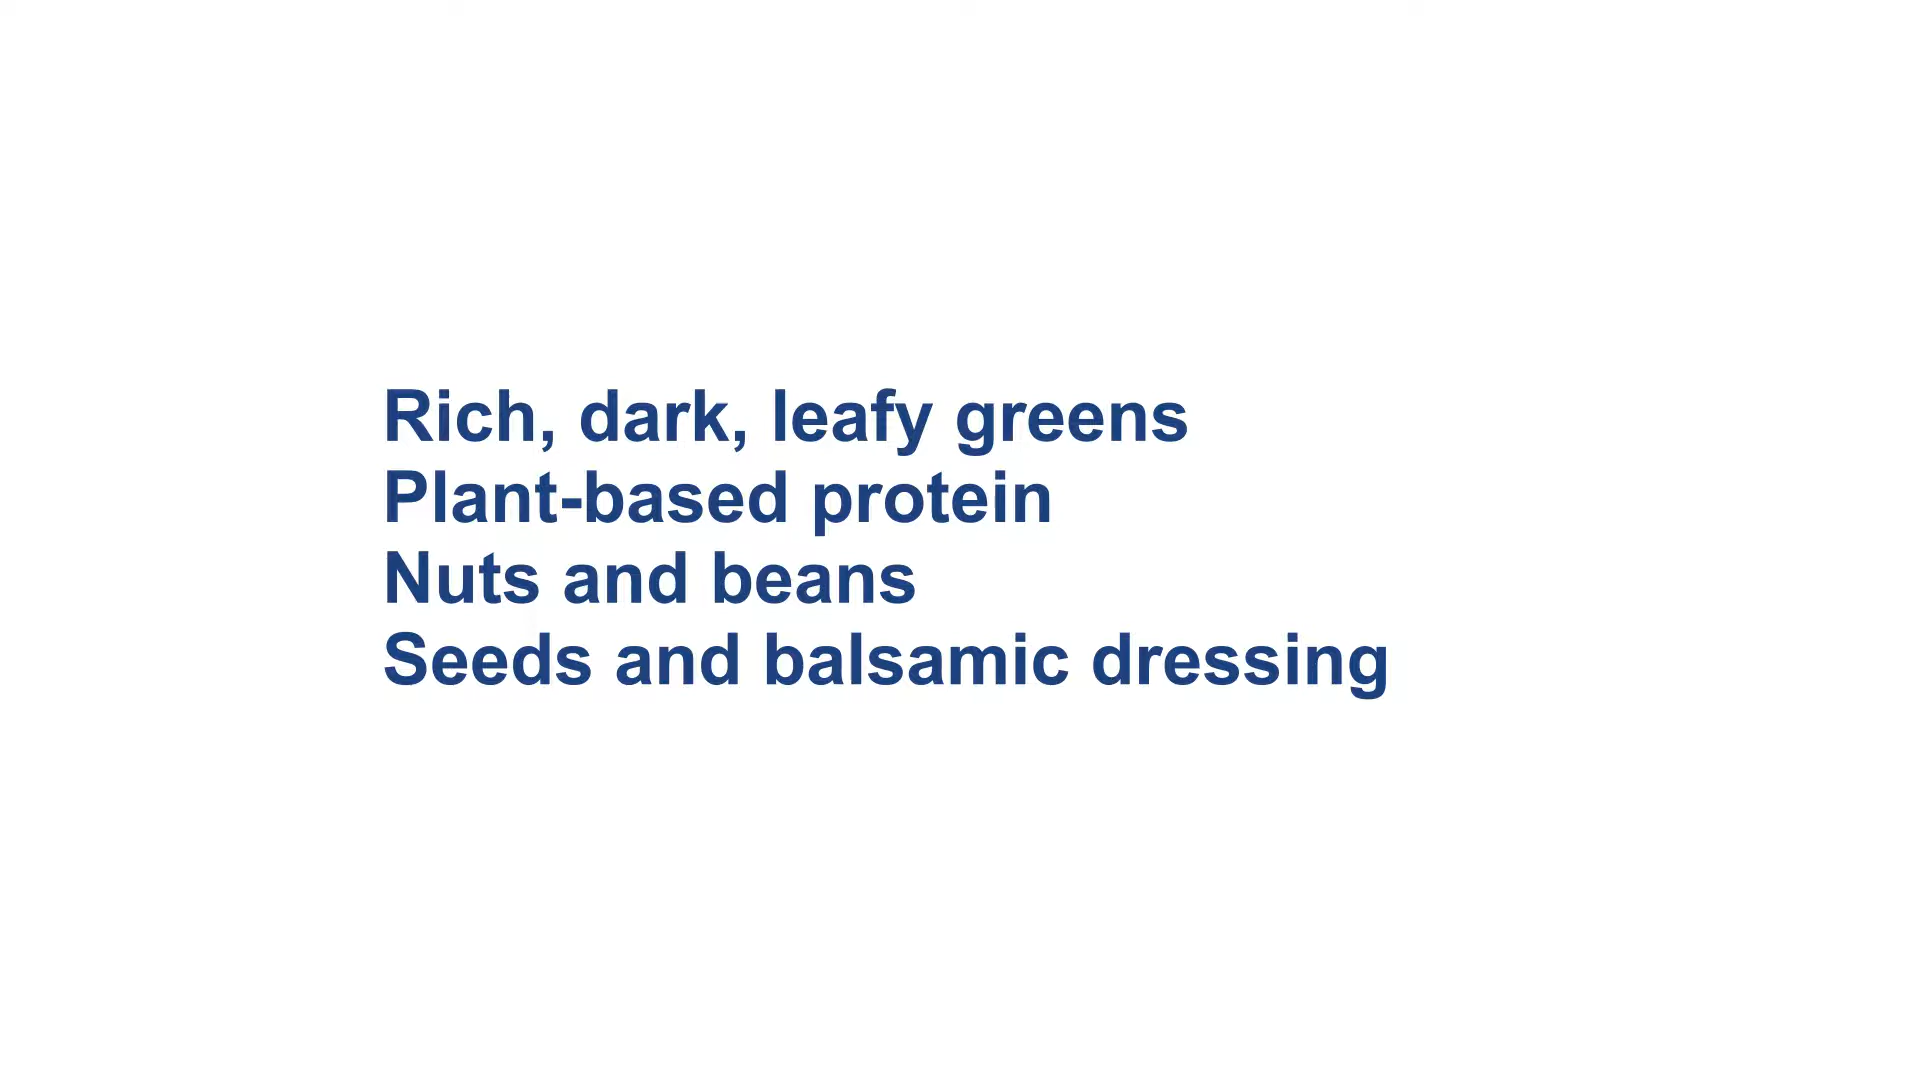 Rich, dark, leafy greens
Plant-based protein
Nuts and beans
Seeds and balsamic dressing